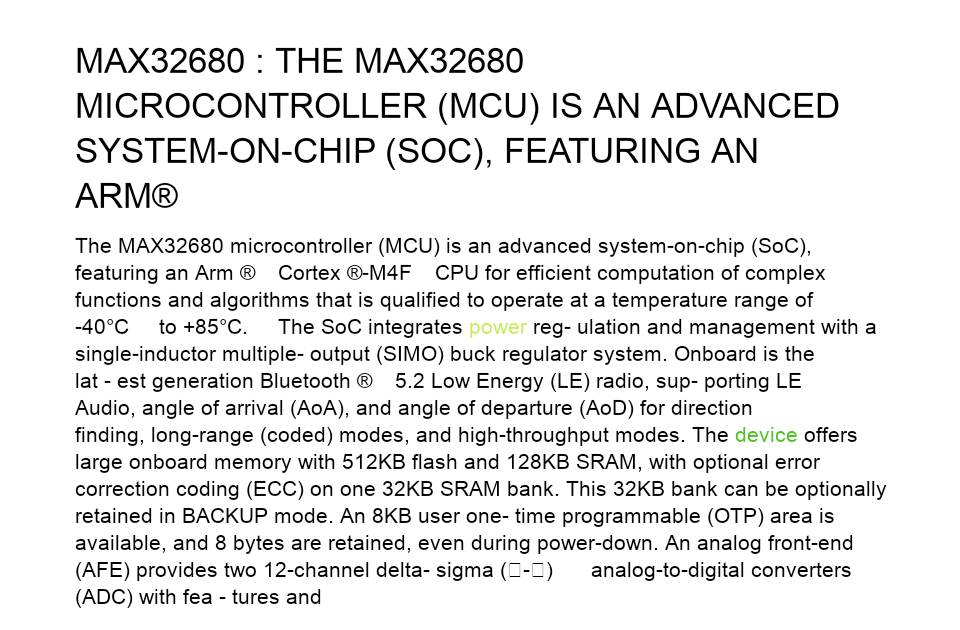 MAX32680 : THE MAX32680
MICROCONTROLLER (MCU) IS AN ADVANCED
SYSTEM-ON-CHIP (SOC), FEATURING AN
ARM®
The MAX32680 microcontroller (MCU) is an advanced system-on-chip (SoC),
featuring an Arm ® Cortex ®-M4F CPU for efficient computation of complex
functions and algorithms that is qualified to operate at a temperature range of
-40°C to +85°C. The SoC integrates power reg- ulation and management with a
single-inductor multiple- output (SIMO) buck regulator system. Onboard is the
lat - est generation Bluetooth ® 5.2 Low Energy (LE) radio, sup- porting LE
Audio, angle of arrival (AoA), and angle of departure (AoD) for direction
finding, long-range (coded) modes, and high-throughput modes. The device offers
large onboard memory with 512KB flash and 128KB SRAM, with optional error
correction coding (ECC) on one 32KB SRAM bank. This 32KB bank can be optionally
retained in BACKUP mode. An 8KB user one- time programmable (OTP) area is
available, and 8 bytes are retained, even during power-down. An analog front-end
(AFE) provides two 12-channel delta- sigma (□-□) analog-to-digital converters
(ADC) with fea - tures and